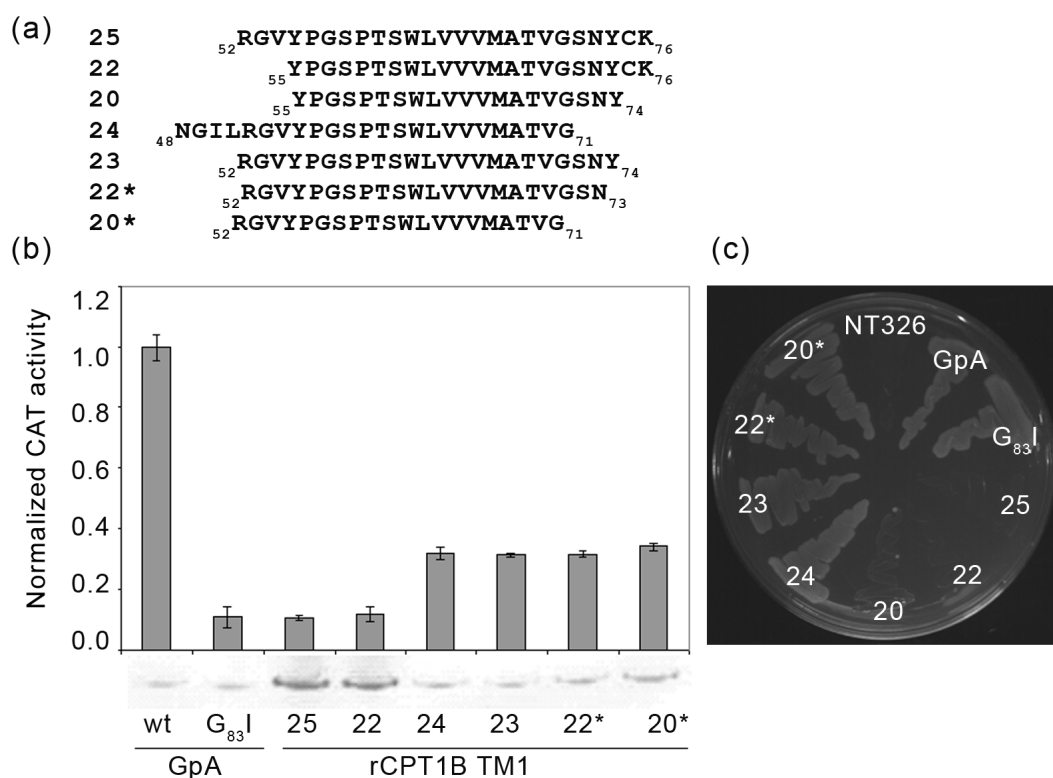 (a)
25 52RGVYPGSPTSWLVVVMATVGSNYCK76
22 55YPGSPTSWLVVVMATVGSNYCK76
20 55YPGSPTSWLVVVMATVGSNY74
24 48NGILRGVYPGSPTSWLVVVMATVG71
23 52RGVYPGSPTSWLVVVMATVGSNY74
22* 52RGVYPGSPTSWLVVVMATVGSN73
20* 52RGVYPGSPTSWLVVVMATVG71
(b)
Normalized CAT activity
1.2
1.0
0.8
0.6
0.4
0.2
0.0
wt G83I 25 22 24 23 22* 20*
GpA rCPT1B TM1
(c)
NT326
20*
GpA
22*
G83I
23
25
24
22
20